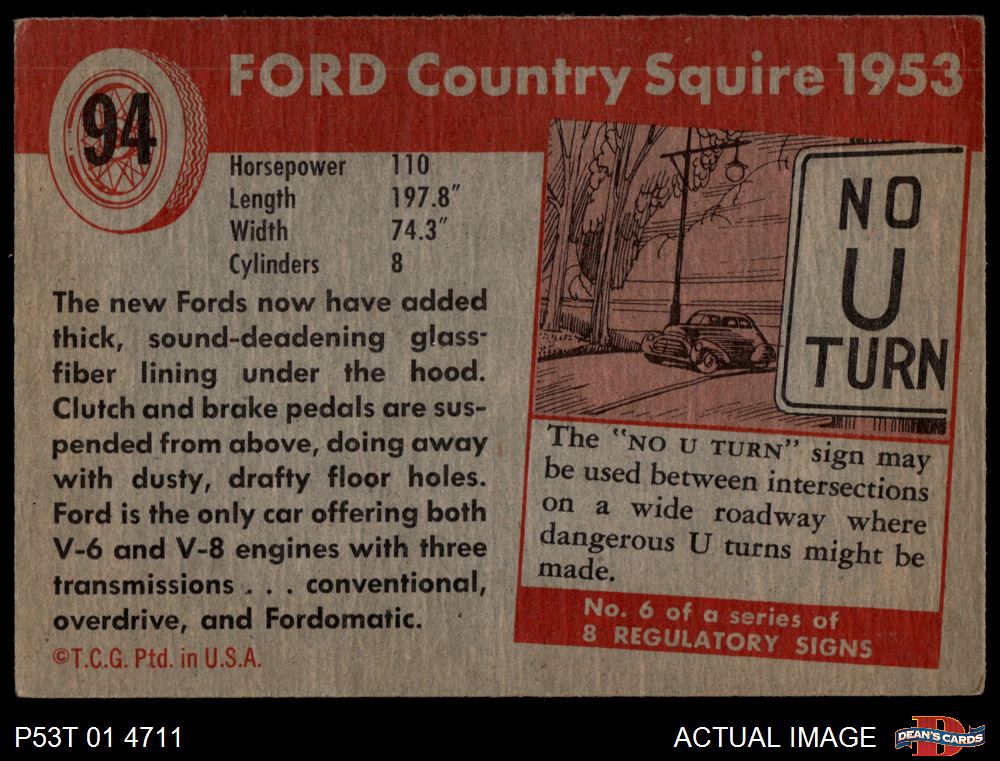 94
FORD Country Squire 1953
Horsepower 110
Length 197.8"
Width 74.3"
Cylinders 8
The new Fords now have added
thick, sound-deadening glass-
fiber lining under the hood.
Clutch and brake pedals are sus-
pended from above, doing away
with dusty, drafty floor holes.
Ford is the only car offering both
V-6 and V-8 engines with three
transmissions . . . conventional,
overdrive, and Fordomatic.
©T.C.G. Ptd. in U.S.A.
NO
U
TURN
The "NO U TURN" sign may
be used between intersections
on a wide roadway where
dangerous U turns might be
made.
No. 6 of a series of
8 REGULATORY SIGNS
P53T 01 4711
ACTUAL IMAGE
D
DEAN'S CARDS